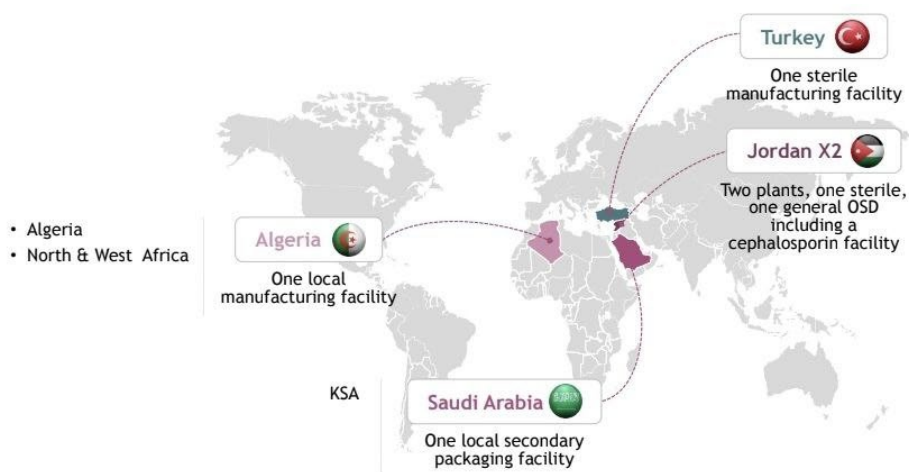 Turkey
One sterile
manufacturing facility
Jordan X2
Two plants, one sterile,
one general OSD
including a
cephalosporin facility
• Algeria
• North & West Africa
Algeria
One local
manufacturing facility
KSA
Saudi Arabia
One local secondary
packaging facility